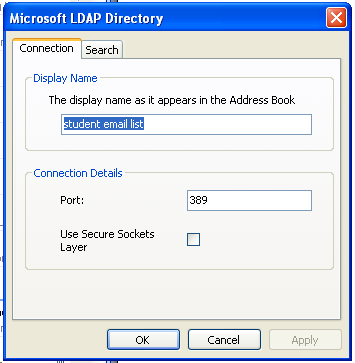 Microsoft LDAP Directory
Connection Search
Display Name
The display name as it appears in the Address Book
student email list
Connection Details
Port: 389
Use Secure Sockets
Layer
OK Cancel Apply